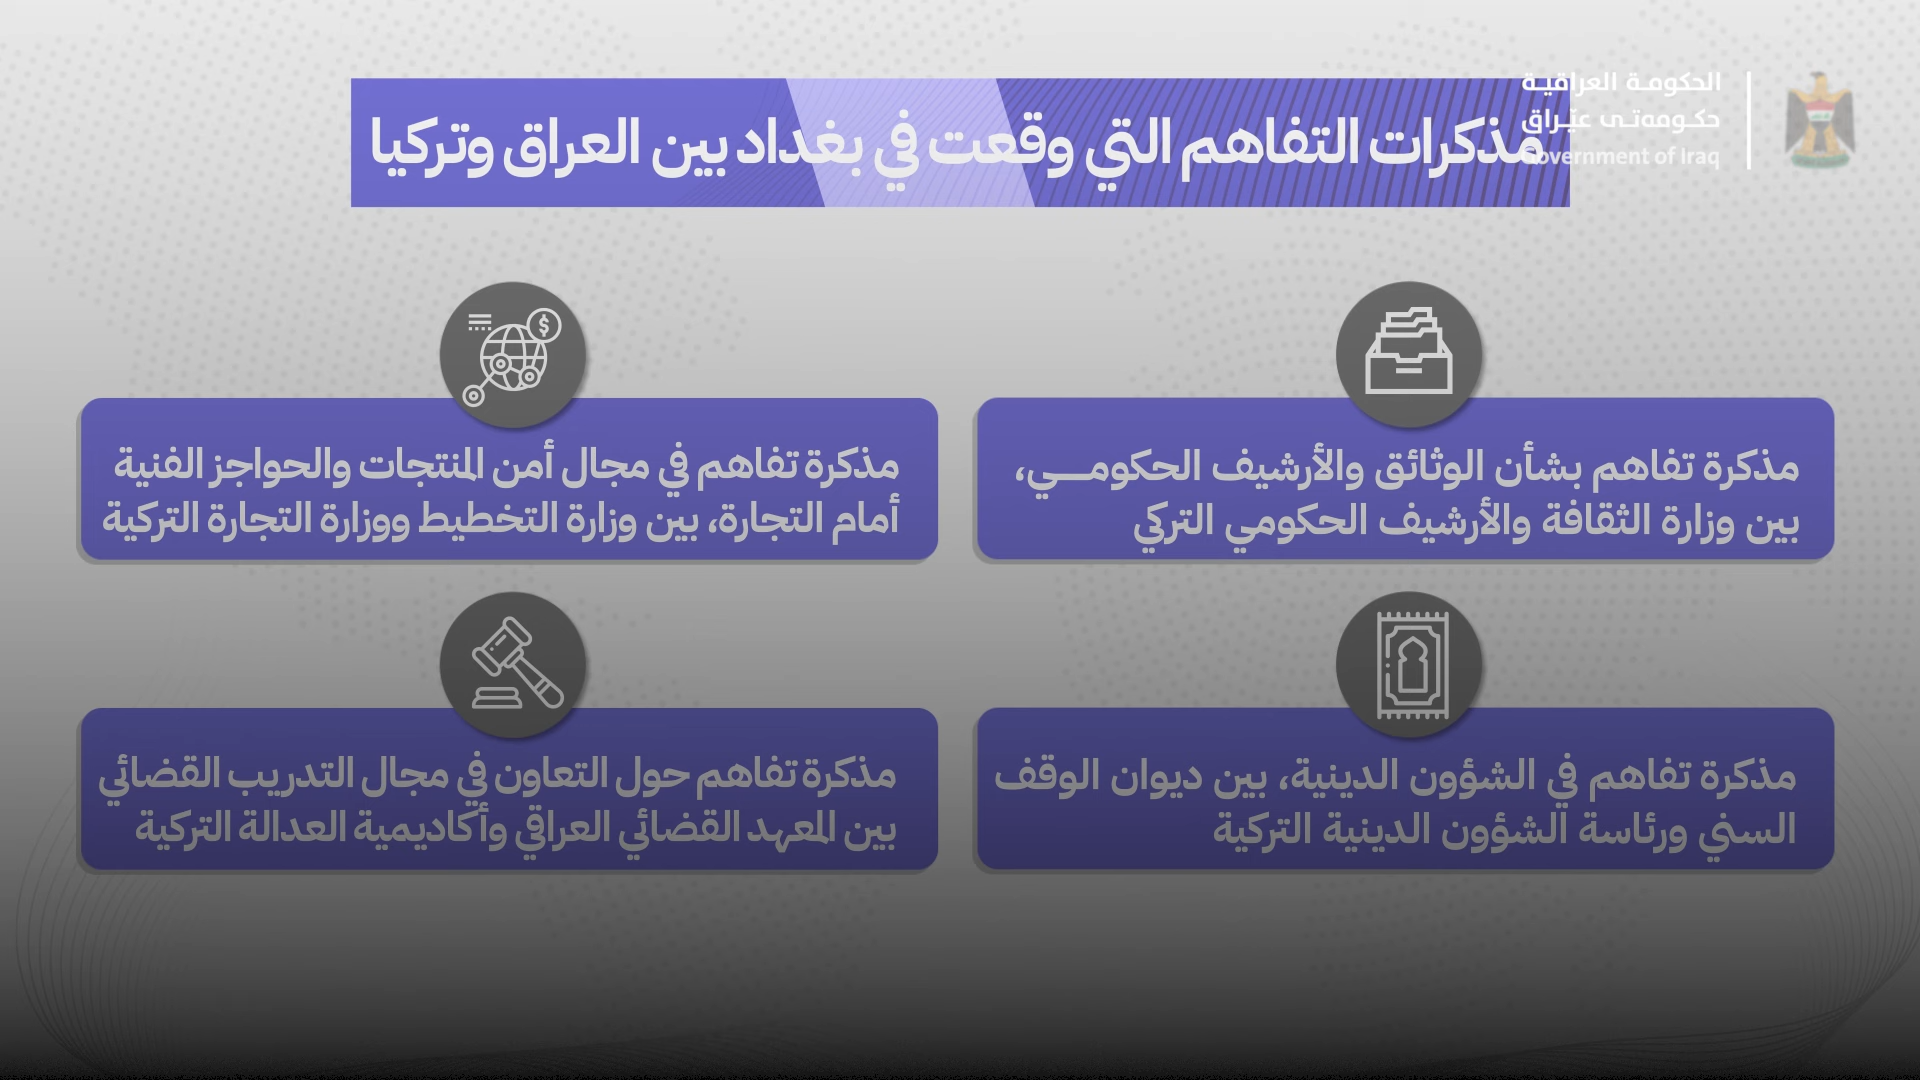 الحكومة العراقية
حكومەتى عێراق
Government of Iraq
مذكرات التفاهم التي وقعت في بغداد بين العراق وتركيا
مذكرة تفاهم بشأن الوثائق والأرشيف الحكومـــي،
بين وزارة الثقافة والأرشيف الحكومي التركي
مذكرة تفاهم في مجال أمن المنتجات والحواجز الفنية
أمام التجارة، بين وزارة التخطيط ووزارة التجارة التركية
مذكرة تفاهم في الشؤون الدينية، بين ديوان الوقف
السني ورئاسة الشؤون الدينية التركية
مذكرة تفاهم حول التعاون في مجال التدريب القضائي
بين المعهد القضائي العراقي وأكاديمية العدالة التركية